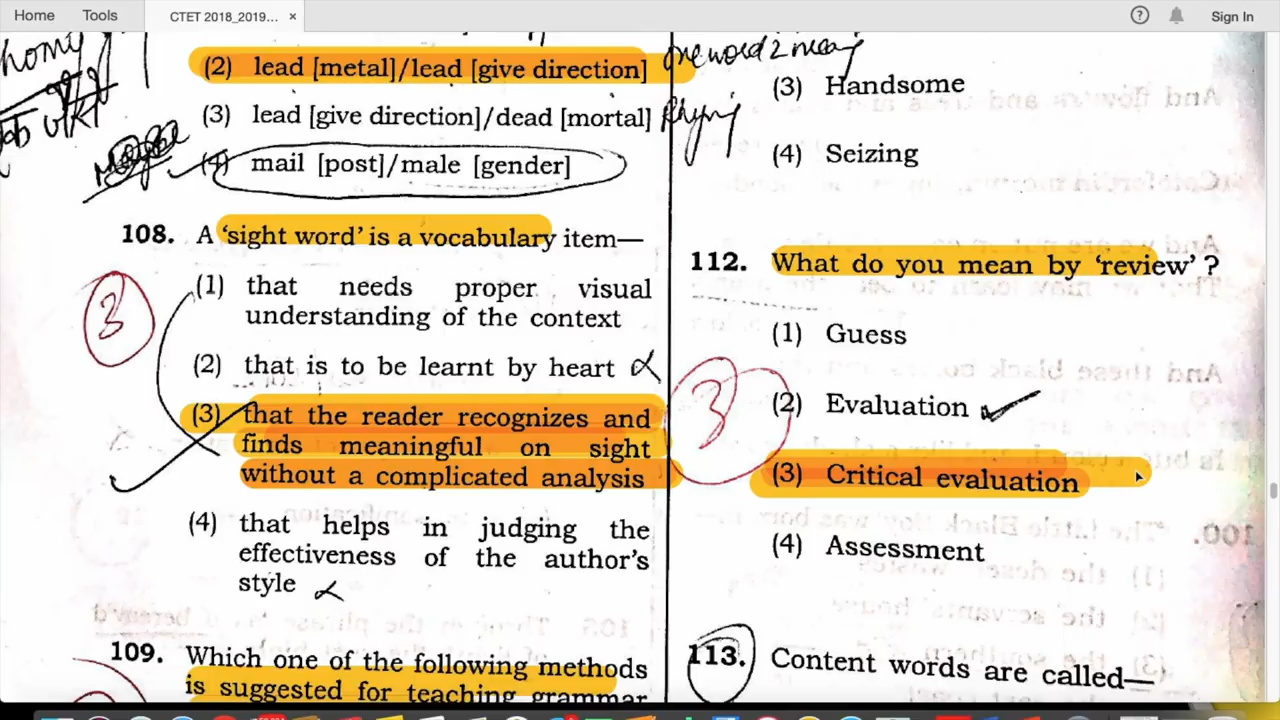 Home
Tools
CTET 2018_2019...
×
Sign In
(2) lead [metal]/lead [give direction]
one word 2 meaning
(3) lead [give direction]/dead [mortal]
(4) mail [post]/male [gender]
108. A ‘sight word’ is a vocabulary item—
3
(1) that needs proper visual
understanding of the context
(2) that is to be learnt by heart
(3) that the reader recognizes and
finds meaningful on sight
without a complicated analysis
(4) that helps in judging the
effectiveness of the author's
style
109. Which one of the following methods
is suggested for teaching grammar
(3) Handsome
(4) Seizing
112. What do you mean by ‘review’ ?
(1) Guess
3
(2) Evaluation
(3) Critical evaluation
(4) Assessment
113. Content words are called—